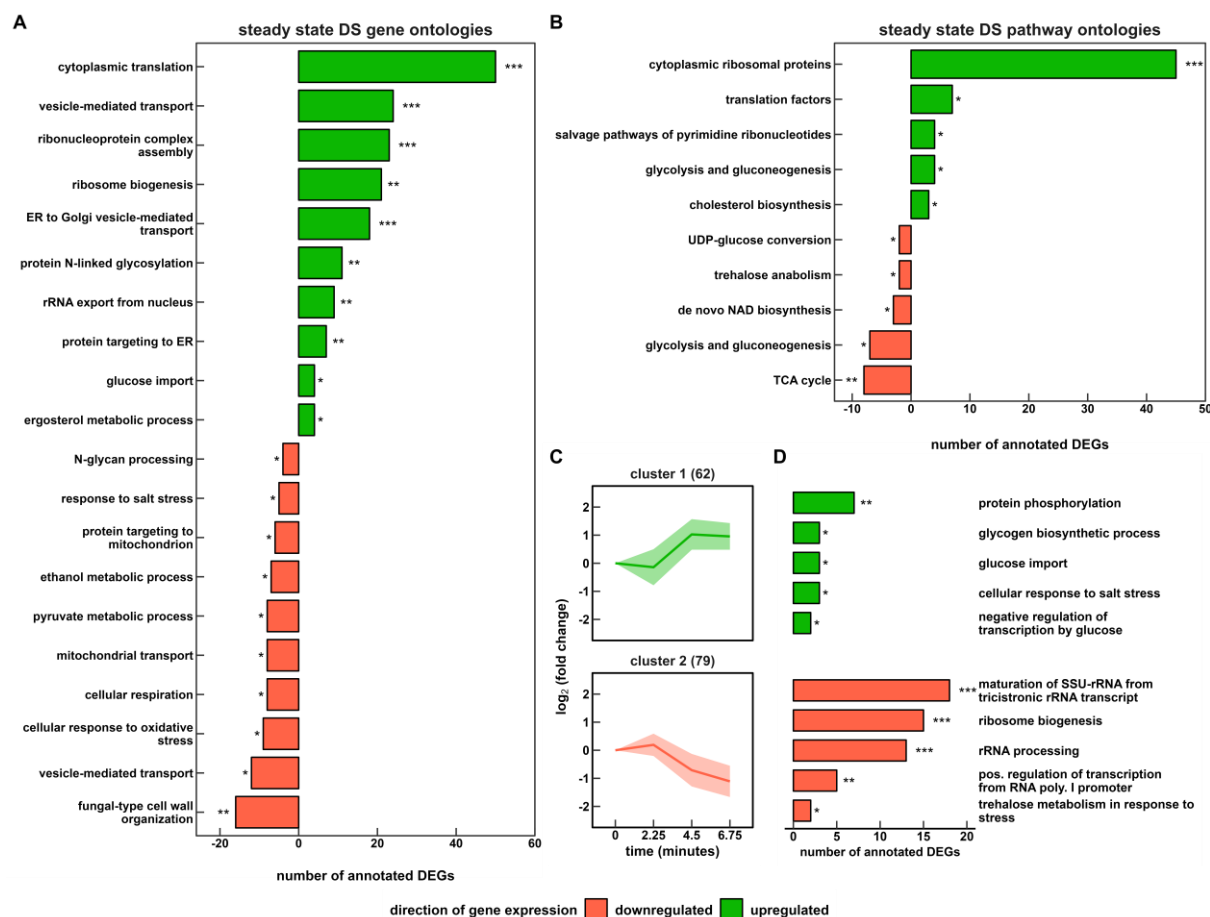 A
steady state DS gene ontologies
cytoplasmic translation
***
vesicle-mediated transport
***
ribonucleoprotein complex
assembly
***
ribosome biogenesis
**
ER to Golgi vesicle-mediated
transport
***
protein N-linked glycosylation
**
rRNA export from nucleus
**
protein targeting to ER
**
glucose import
*
ergosterol metabolic process
*
N-glycan processing
*
response to salt stress
*
protein targeting to
mitochondrion
*
ethanol metabolic process
*
pyruvate metabolic process
*
mitochondrial transport
*
cellular respiration
*
cellular response to oxidative
stress
*
vesicle-mediated transport
*
fungal-type cell wall
organization
**
-20 0 20 40 60
number of annotated DEGs
B
steady state DS pathway ontologies
cytoplasmic ribosomal proteins
***
translation factors
*
salvage pathways of pyrimidine ribonucleotides
*
glycolysis and gluconeogenesis
*
cholesterol biosynthesis
*
UDP-glucose conversion
*
trehalose anabolism
*
de novo NAD biosynthesis
*
glycolysis and gluconeogenesis
*
TCA cycle
**
-10 0 10 20 30 40 50
number of annotated DEGs
C
cluster 1 (62)
2
1
0
-1
-2
cluster 2 (79)
2
1
0
-1
-2
log2 (fold change)
0 2.25 4.5 6.75
time (minutes)
D
** protein phosphorylation
* glycogen biosynthetic process
* glucose import
* cellular response to salt stress
* negative regulation of
transcription by glucose
*** maturation of SSU-rRNA from
tricistronic rRNA transcript
*** ribosome biogenesis
*** rRNA processing
** pos. regulation of transcription
from RNA poly. I promoter
* trehalose metabolism in response to
stress
0 5 10 15 20
number of annotated DEGs
direction of gene expression downregulated upregulated